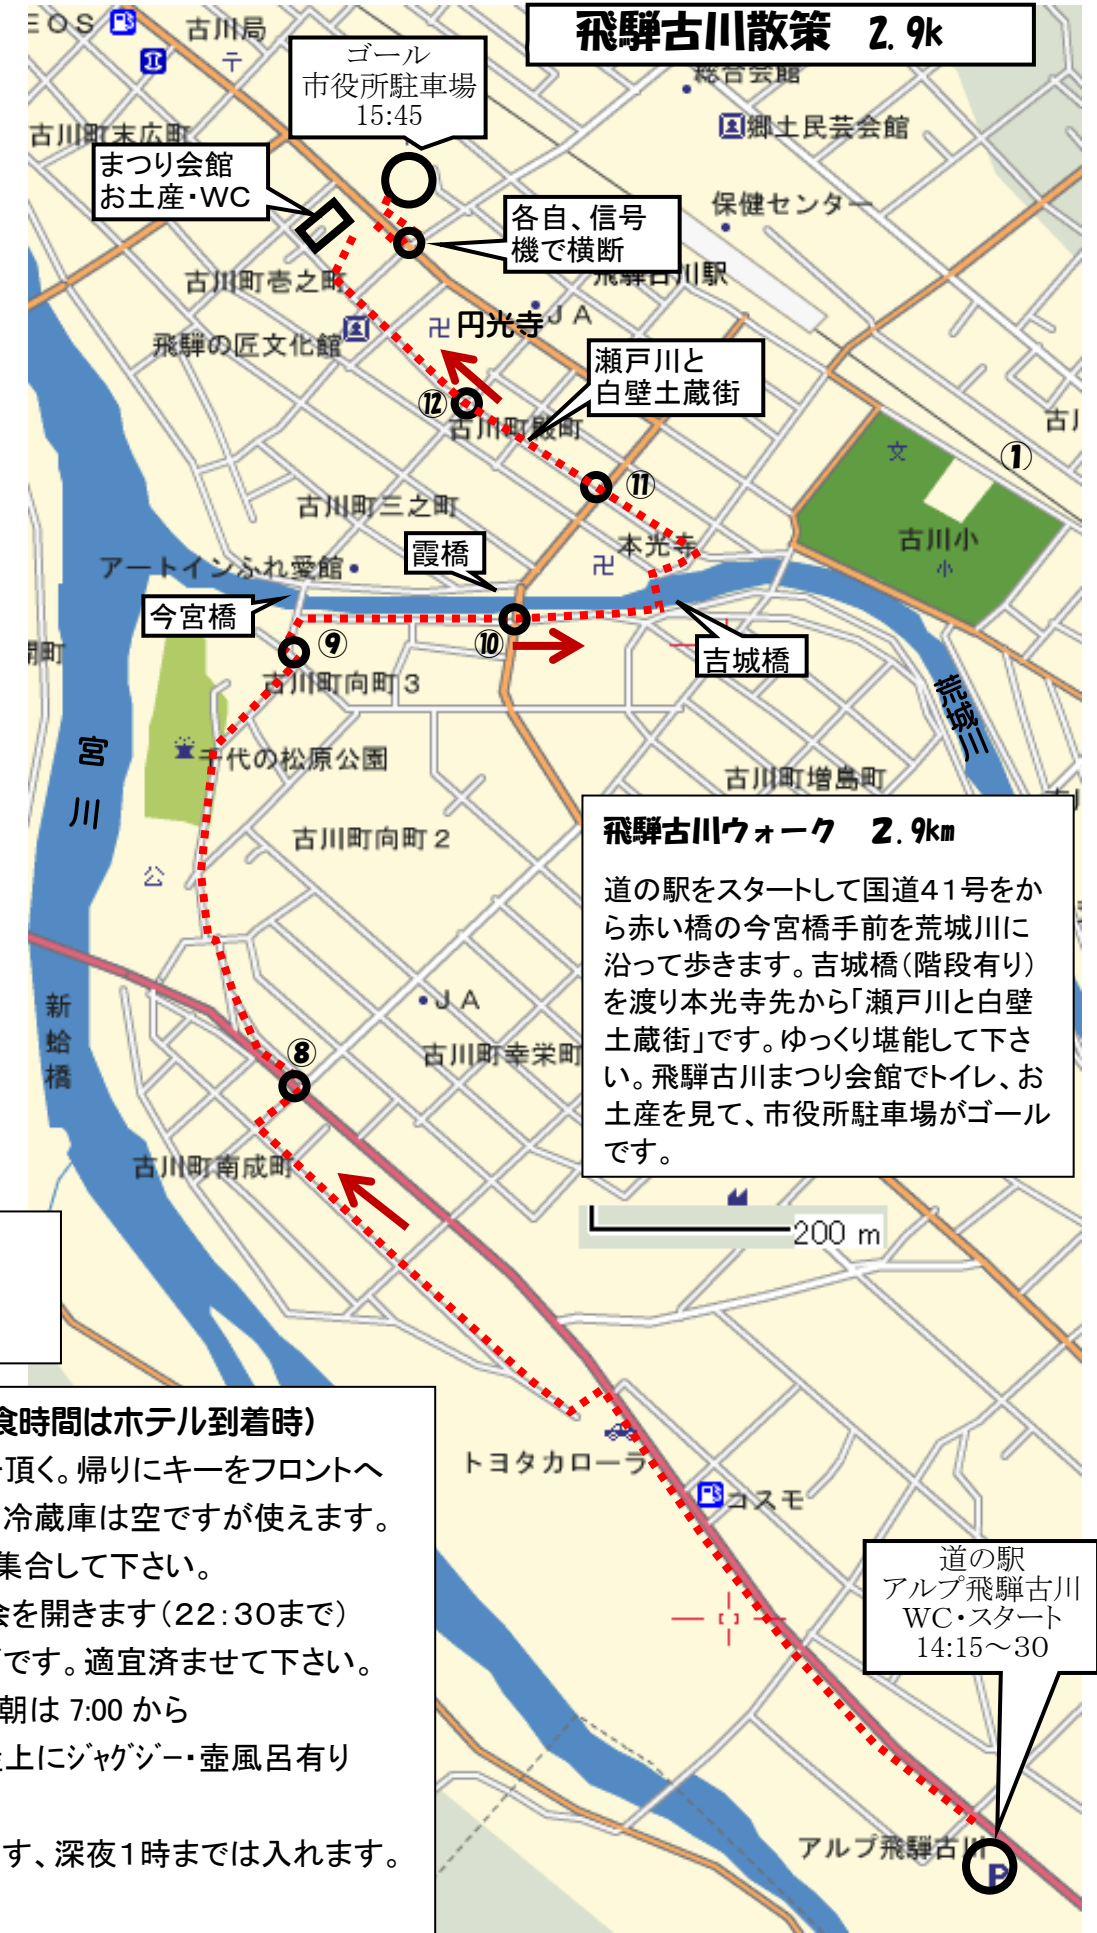 飛騨古川散策 2.9k
EOS
古川局
〒
ゴール
市役所駐車場
15:45
総合会館
郷土民芸会館
古川町末広町
まつり会館
お土産・WC
各自、信号
機で横断
保健センター
飛騨古川駅
古川町壱之町
飛騨の匠文化館
卍 円光寺
JA
瀬戸川と
白壁土蔵街
⑫
古川町殿町
文
①
⑪
古川町三之町
本光寺
卍
古川小
小
アートインふれ愛館
霞橋
今宮橋
⑨
⑩
吉城橋
古川町向町3
荒城川
宮
川
千代の松原公園
古川町増島町
古川町向町2
公
飛騨古川ウォーク 2.9km
道の駅をスタートして国道41号をか
ら赤い橋の今宮橋手前を荒城川に
沿って歩きます。吉城橋(階段有り)
を渡り本光寺先から「瀬戸川と白壁
土蔵街」です。ゆっくり堪能して下さ
い。飛騨古川まつり会館でトイレ、お
土産を見て、市役所駐車場がゴール
です。
新
蛤
橋
JA
⑧
古川町幸栄町
古川町南成町
200 m
食時間はホテル到着時)
頂く。帰りにキーをフロントへ
冷蔵庫は空ですが使えます。
集合して下さい。
会を開きます(22:30まで)
です。適宜済ませて下さい。
朝は 7:00 から
上にジャグジー・壺風呂有り
す、深夜1時までは入れます。
トヨタカローラ
コスモ
道の駅
アルプ飛騨古川
WC・スタート
14:15~30
アルプ飛騨古川
P